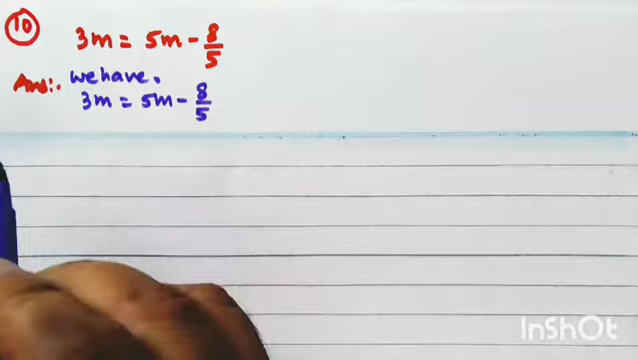 10 3m = 5m - 8/5
Ans:. we have.
3m = 5m - 8/5
InShOt